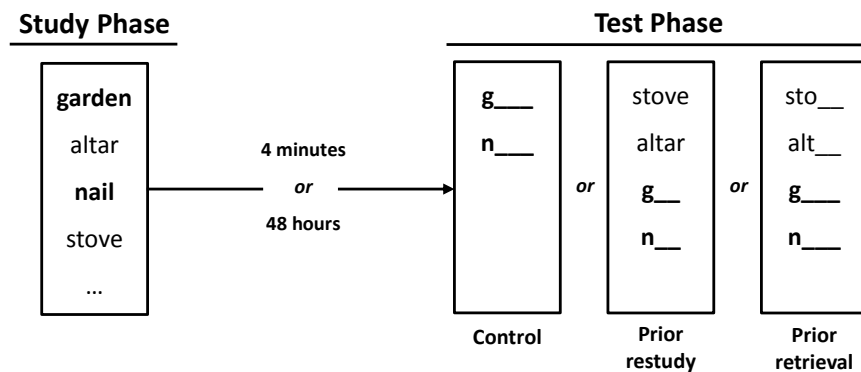 Study Phase
Test Phase
garden
altar
nail
stove
...
4 minutes
or
48 hours
g___
n___
Control
or
stove
altar
g__
n__
Prior
restudy
or
sto__
alt__
g___
n___
Prior
retrieval